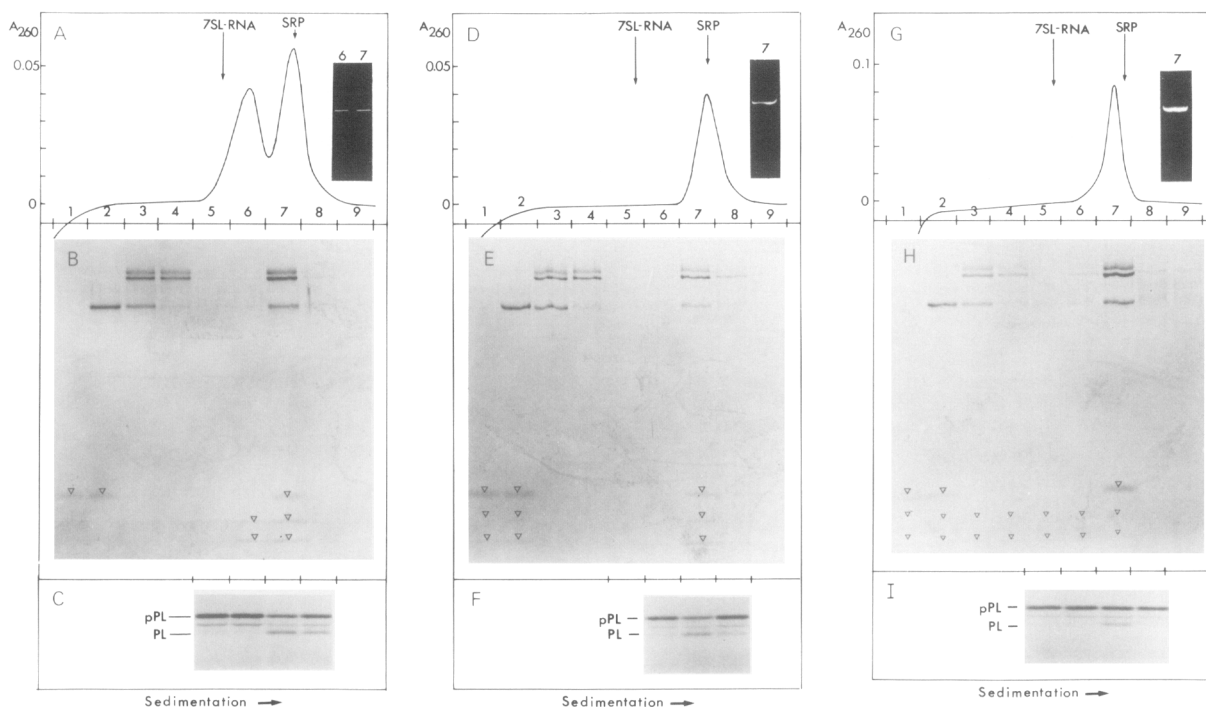 A
A260
7SL-RNA
SRP
6 7
0.05
0
1 2 3 4 5 6 7 8 9
B
C
pPL
PL
Sedimentation
D
A260
7SL-RNA
SRP
7
0.05
0
1 2 3 4 5 6 7 8 9
E
F
pPL
PL
Sedimentation
G
A260
7SL-RNA
SRP
7
0.1
0
1 2 3 4 5 6 7 8 9
H
I
pPL
PL
Sedimentation